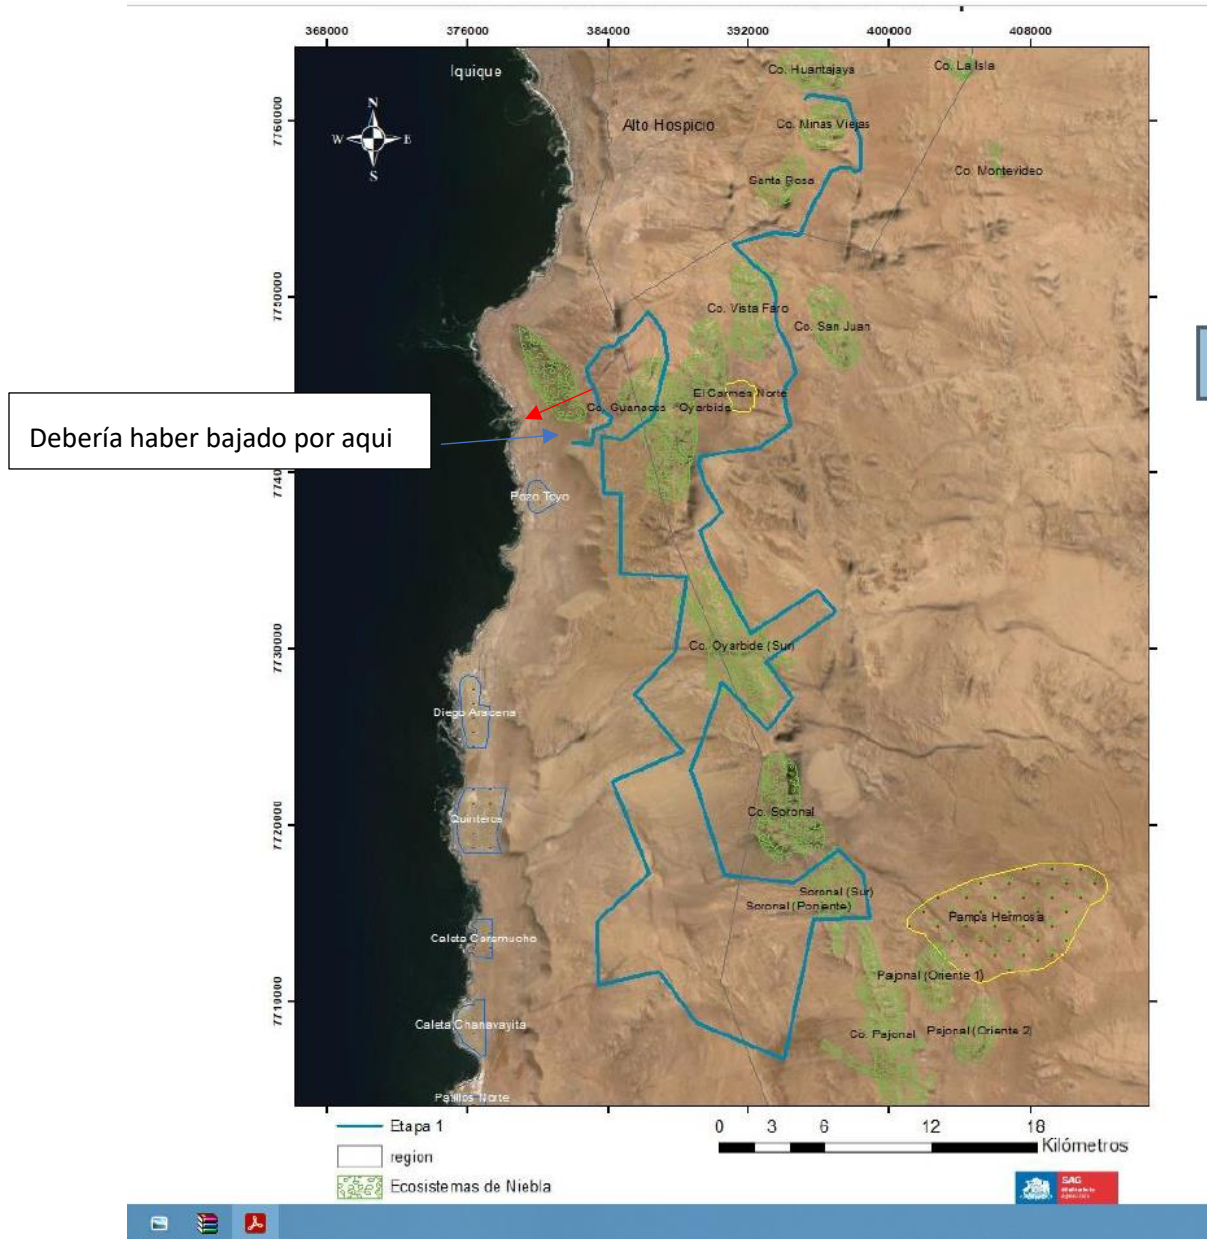 368000 376000 384000 392000 400000 408000
Iquique
Co. Huantajaya
Co. La Isla
7760000
N
W E
S
Alto Hospicio
Co. Minas Viejas
Santa Rosa
Co. Montevideo
7750000
Co. Vista Faro
Co. San Juan
El Carmen Norte
Co. Guanacos
Oyarbide
Debería haber bajado por aqui
7740000
Pozo Toyo
7730000
Co. Oyarbide (Sur)
Diego Aracena
7720000
Quinteros
Co. Soronal
Soronal (Sur)
Soronal (Poniente)
Pampa Hermosa
Caleta Caramucho
Pajonal (Oriente 1)
7710000
Caleta Chanavayita
Co. Pajonal
Pajonal (Oriente 2)
Patillos Norte
Etapa 1
region
Ecosistemas de Niebla
0 3 6 12 18
Kilómetros
SAG